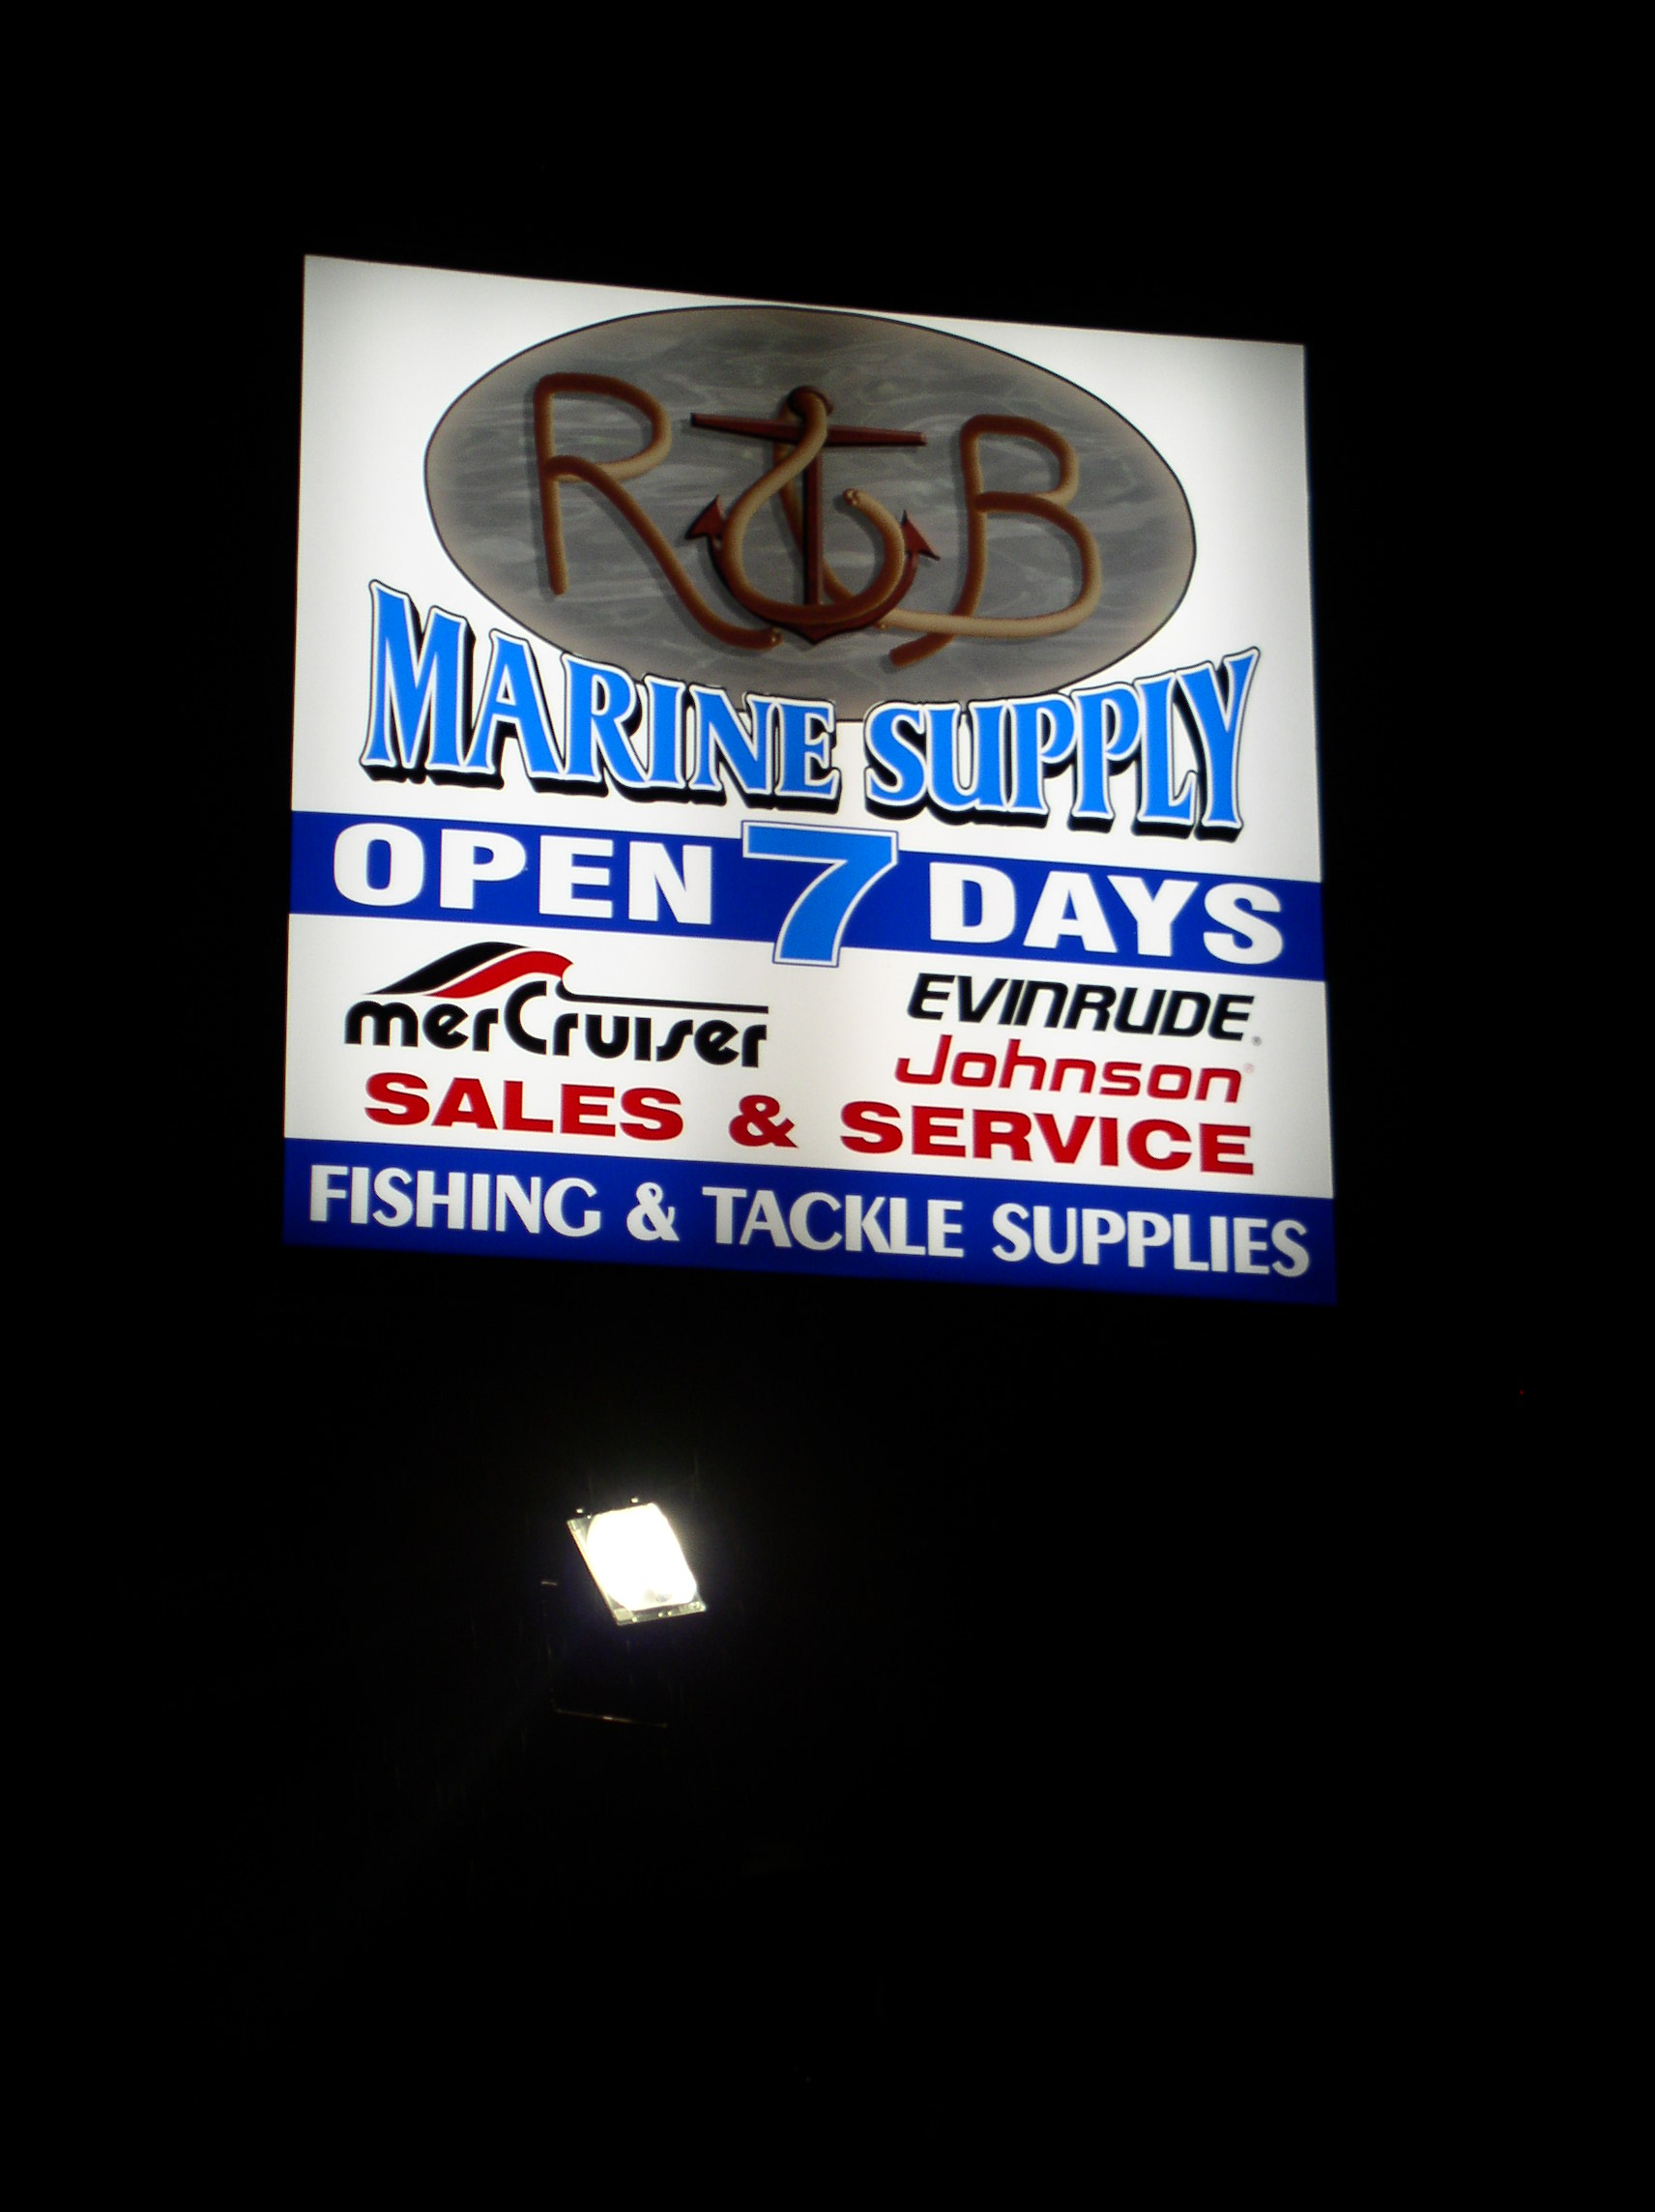 R & B
MARINE SUPPLY
OPEN 7 DAYS
merCruiser
EVINRUDE®
Johnson®
SALES & SERVICE
FISHING & TACKLE SUPPLIES